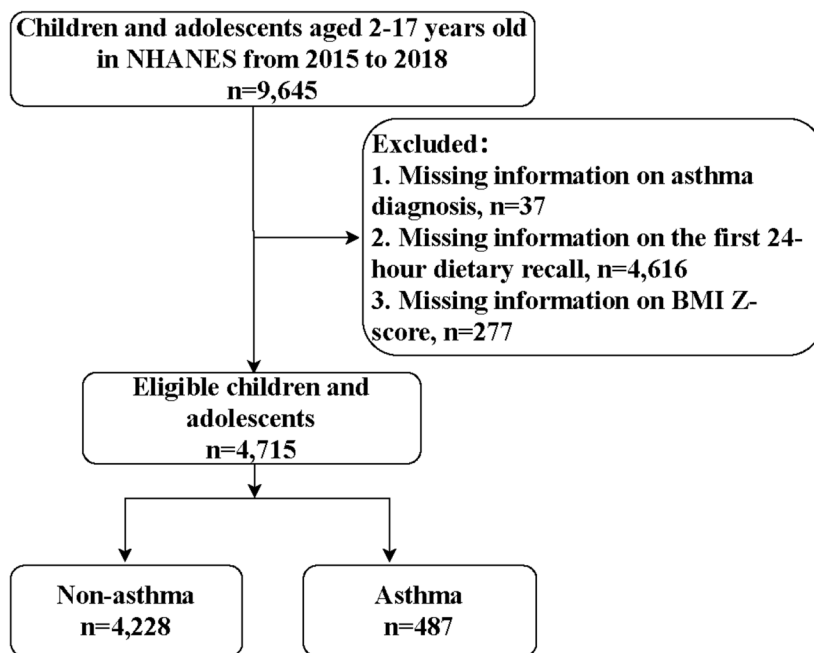 Children and adolescents aged 2-17 years old
in NHANES from 2015 to 2018
n=9,645
Excluded：
1. Missing information on asthma
diagnosis, n=37
2. Missing information on the first 24-
hour dietary recall, n=4,616
3. Missing information on BMI Z-
score, n=277
Eligible children and
adolescents
n=4,715
Non-asthma
n=4,228
Asthma
n=487